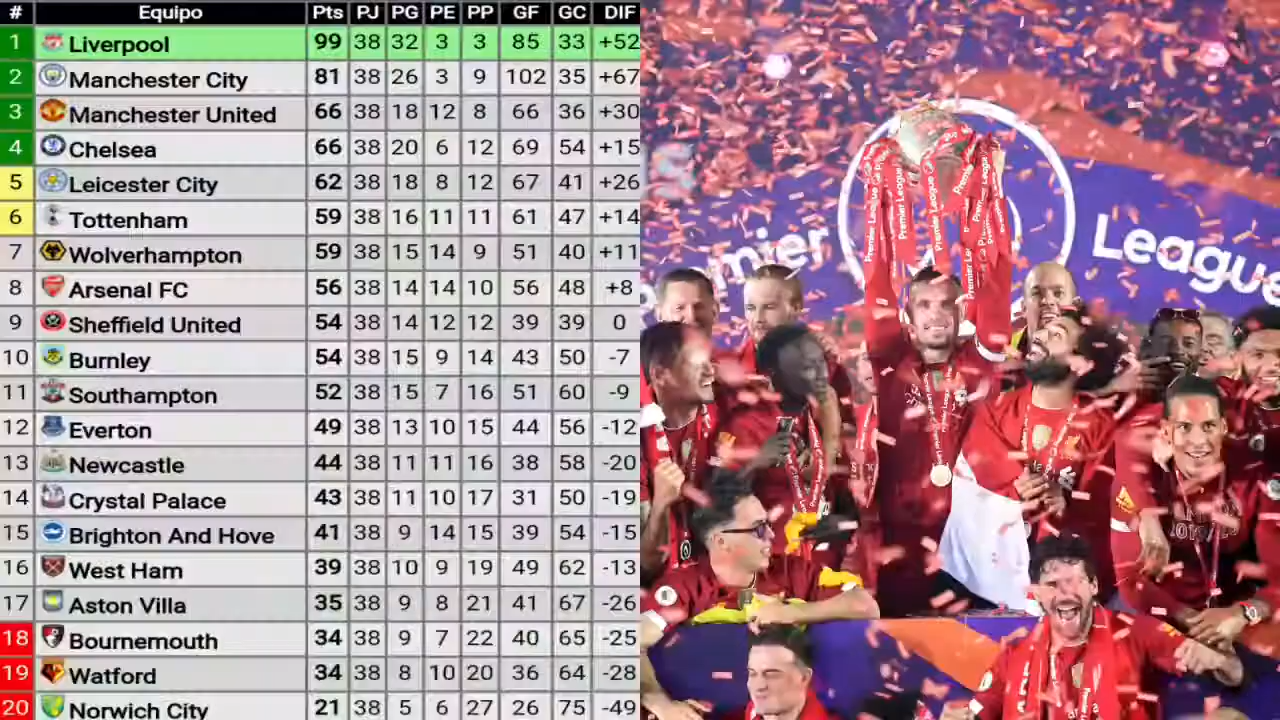 # Equipo Pts PJ PG PE PP GF GC DIF
1 Liverpool 99 38 32 3 3 85 33 +52
2 Manchester City 81 38 26 3 9 102 35 +67
3 Manchester United 66 38 18 12 8 66 36 +30
4 Chelsea 66 38 20 6 12 69 54 +15
5 Leicester City 62 38 18 8 12 67 41 +26
6 Tottenham 59 38 16 11 11 61 47 +14
7 Wolverhampton 59 38 15 14 9 51 40 +11
8 Arsenal FC 56 38 14 14 10 56 48 +8
9 Sheffield United 54 38 14 12 12 39 39 0
10 Burnley 54 38 15 9 14 43 50 -7
11 Southampton 52 38 15 7 16 51 60 -9
12 Everton 49 38 13 10 15 44 56 -12
13 Newcastle 44 38 11 11 16 38 58 -20
14 Crystal Palace 43 38 11 10 17 31 50 -19
15 Brighton And Hove 41 38 9 14 15 39 54 -15
16 West Ham 39 38 10 9 19 49 62 -13
17 Aston Villa 35 38 9 8 21 41 67 -26
18 Bournemouth 34 38 9 7 22 40 65 -25
19 Watford 34 38 8 10 20 36 64 -28
20 Norwich City 21 38 5 6 27 26 75 -49
Premier League
Premier League
Premier League
Premier League
mier League